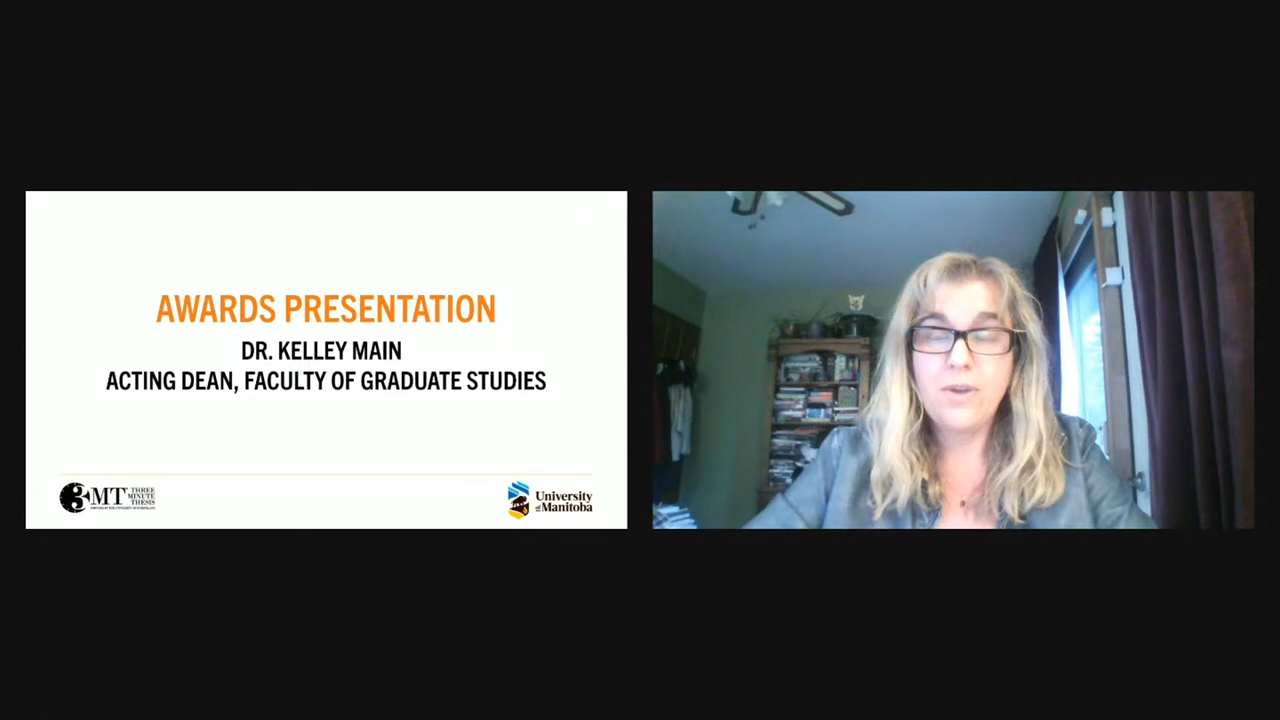 AWARDS PRESENTATION
DR. KELLEY MAIN
ACTING DEAN, FACULTY OF GRADUATE STUDIES
3MT THREE
MINUTE
THESIS
University
of Manitoba